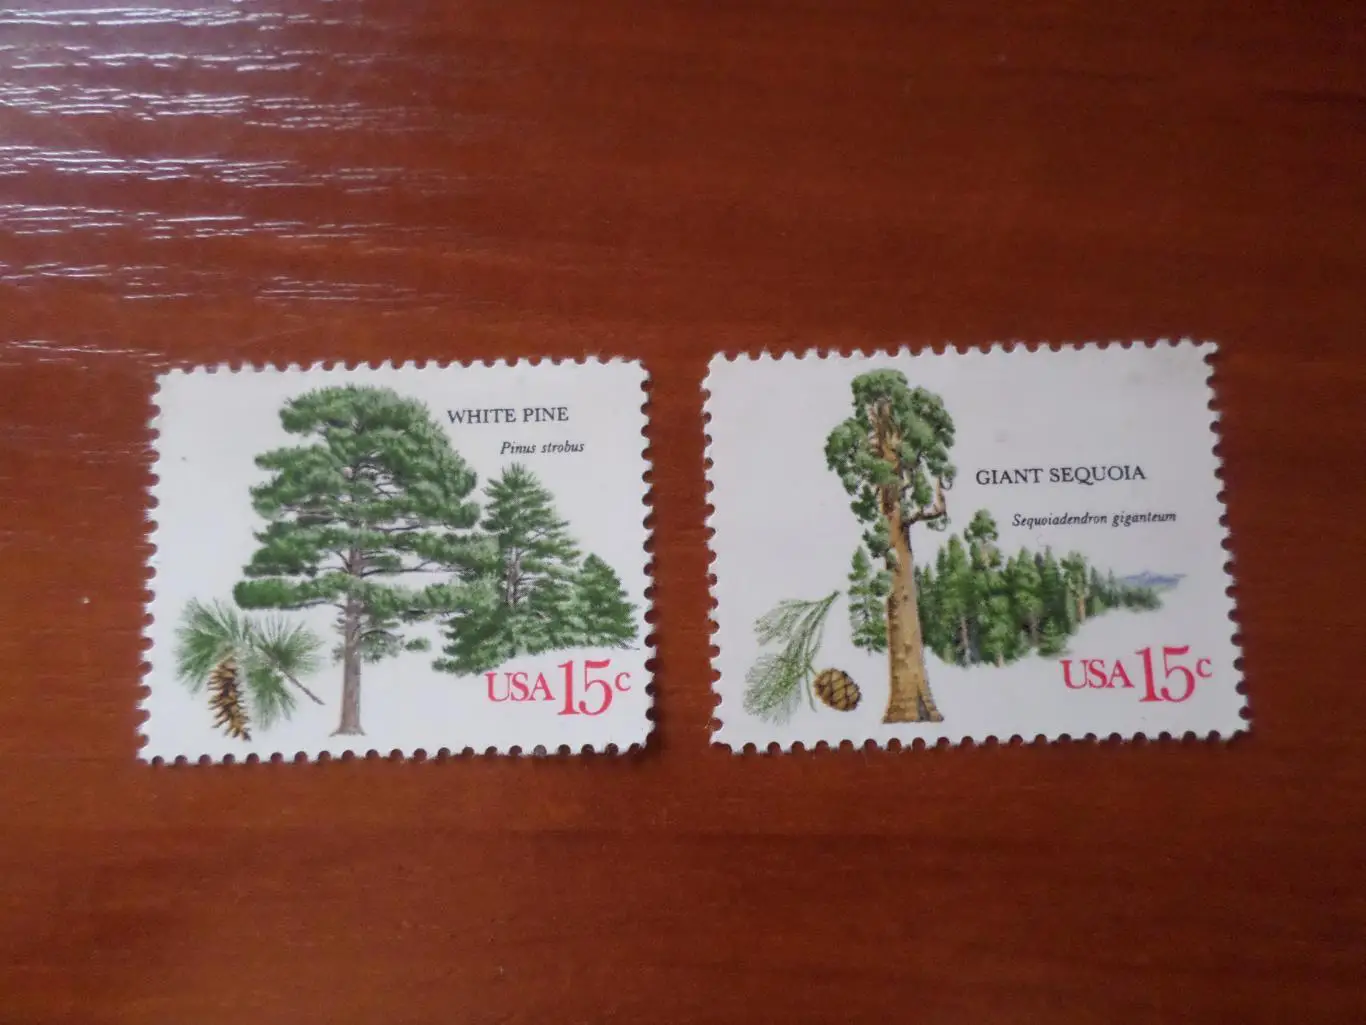 WHITE PINE
Pinus strobus
USA 15c
GIANT SEQUOIA
Sequoiadendron giganteum
USA 15c